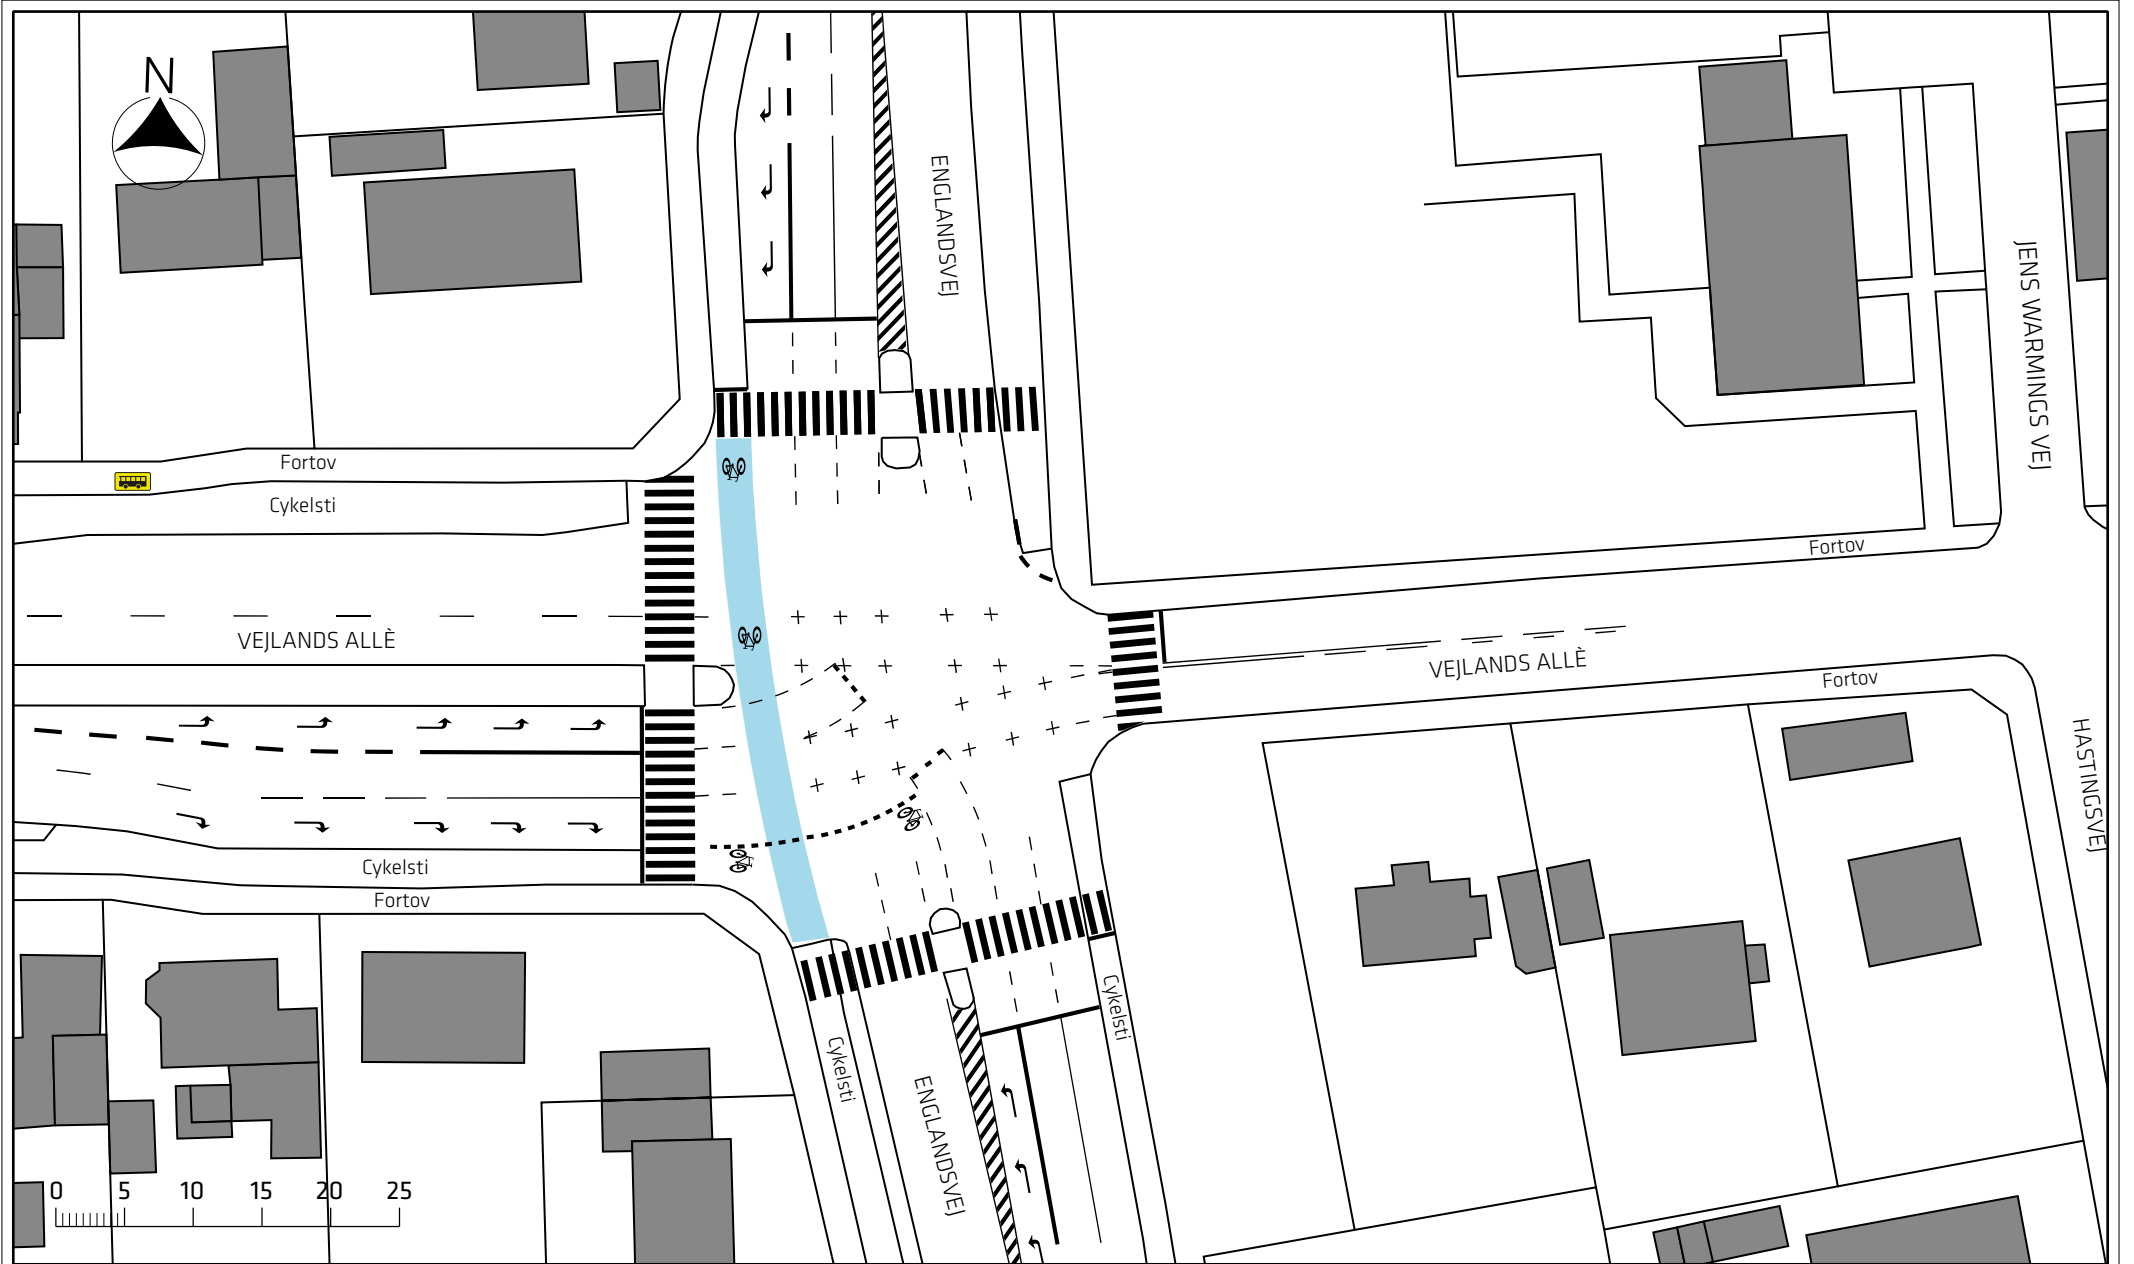 N
ENGLANDSVEJ
JENS WARMINGS VEJ
Fortov
Cykelsti
Fortov
VEJLANDS ALLÈ
VEJLANDS ALLÈ
Fortov
HASTINGSVEJ
Cykelsti
Fortov
Cykelsti
Cykelsti
ENGLANDSVEJ
0 5 10 15 20 25